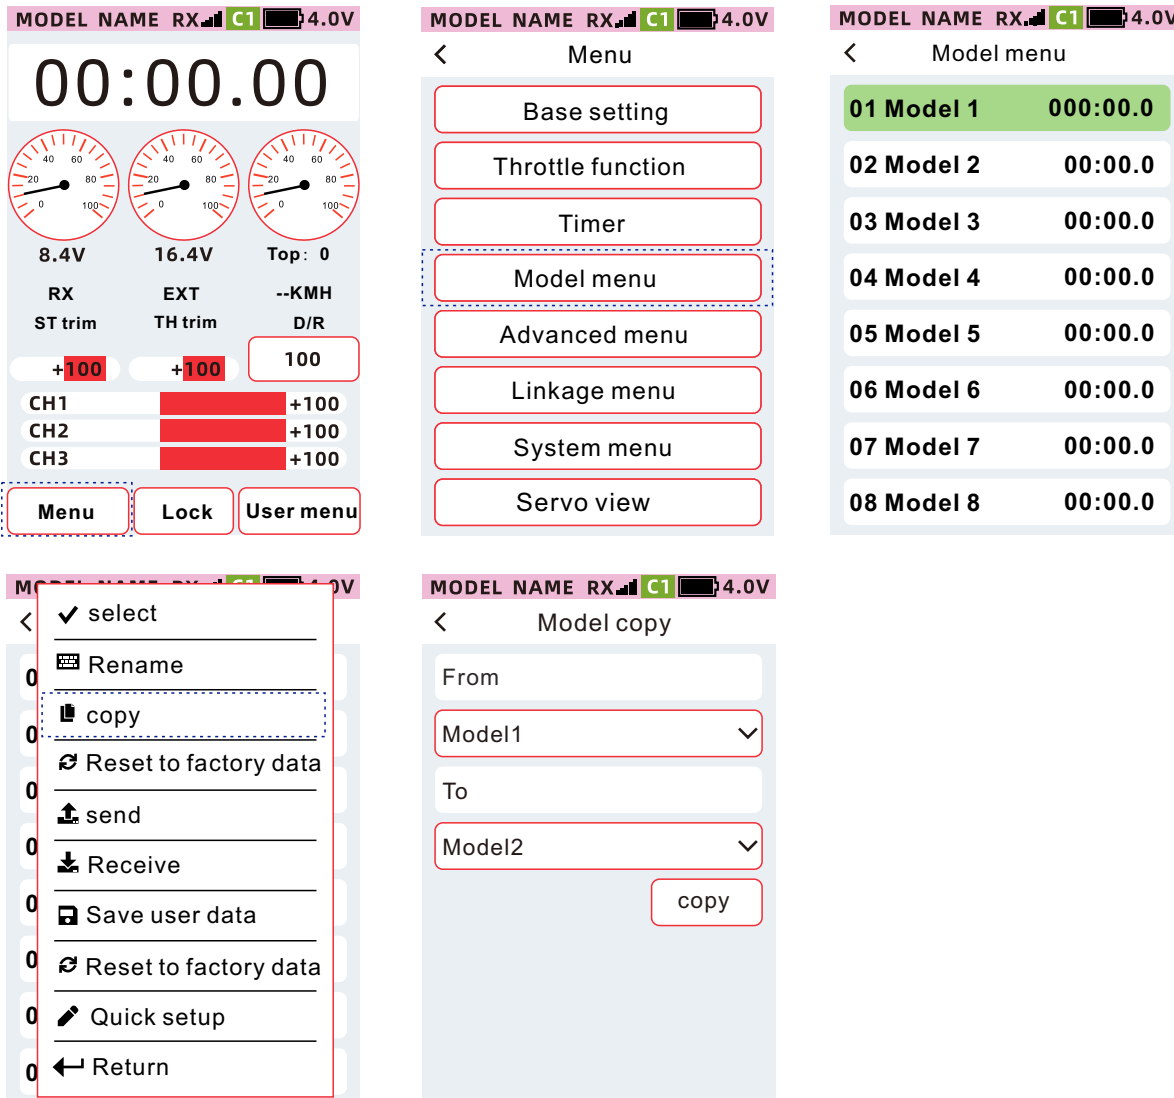 MODEL NAME RX C1 4.0V
00:00.00
20 40 60 80 0 100
20 40 60 80 0 100
20 40 60 80 0 100
8.4V 16.4V Top: 0
RX EXT --KMH
ST trim TH trim D/R
+100 +100 100
CH1 +100
CH2 +100
CH3 +100
Menu Lock User menu
MODEL NAME RX C1 4.0V
< Menu
Base setting
Throttle function
Timer
Model menu
Advanced menu
Linkage menu
System menu
Servo view
MODEL NAME RX C1 4.0V
< Model menu
01 Model 1 000:00.0
02 Model 2 00:00.0
03 Model 3 00:00.0
04 Model 4 00:00.0
05 Model 5 00:00.0
06 Model 6 00:00.0
07 Model 7 00:00.0
08 Model 8 00:00.0
select
Rename
copy
Reset to factory data
send
Receive
Save user data
Reset to factory data
Quick setup
Return
MODEL NAME RX C1 4.0V
< Model copy
From
Model1
To
Model2
copy